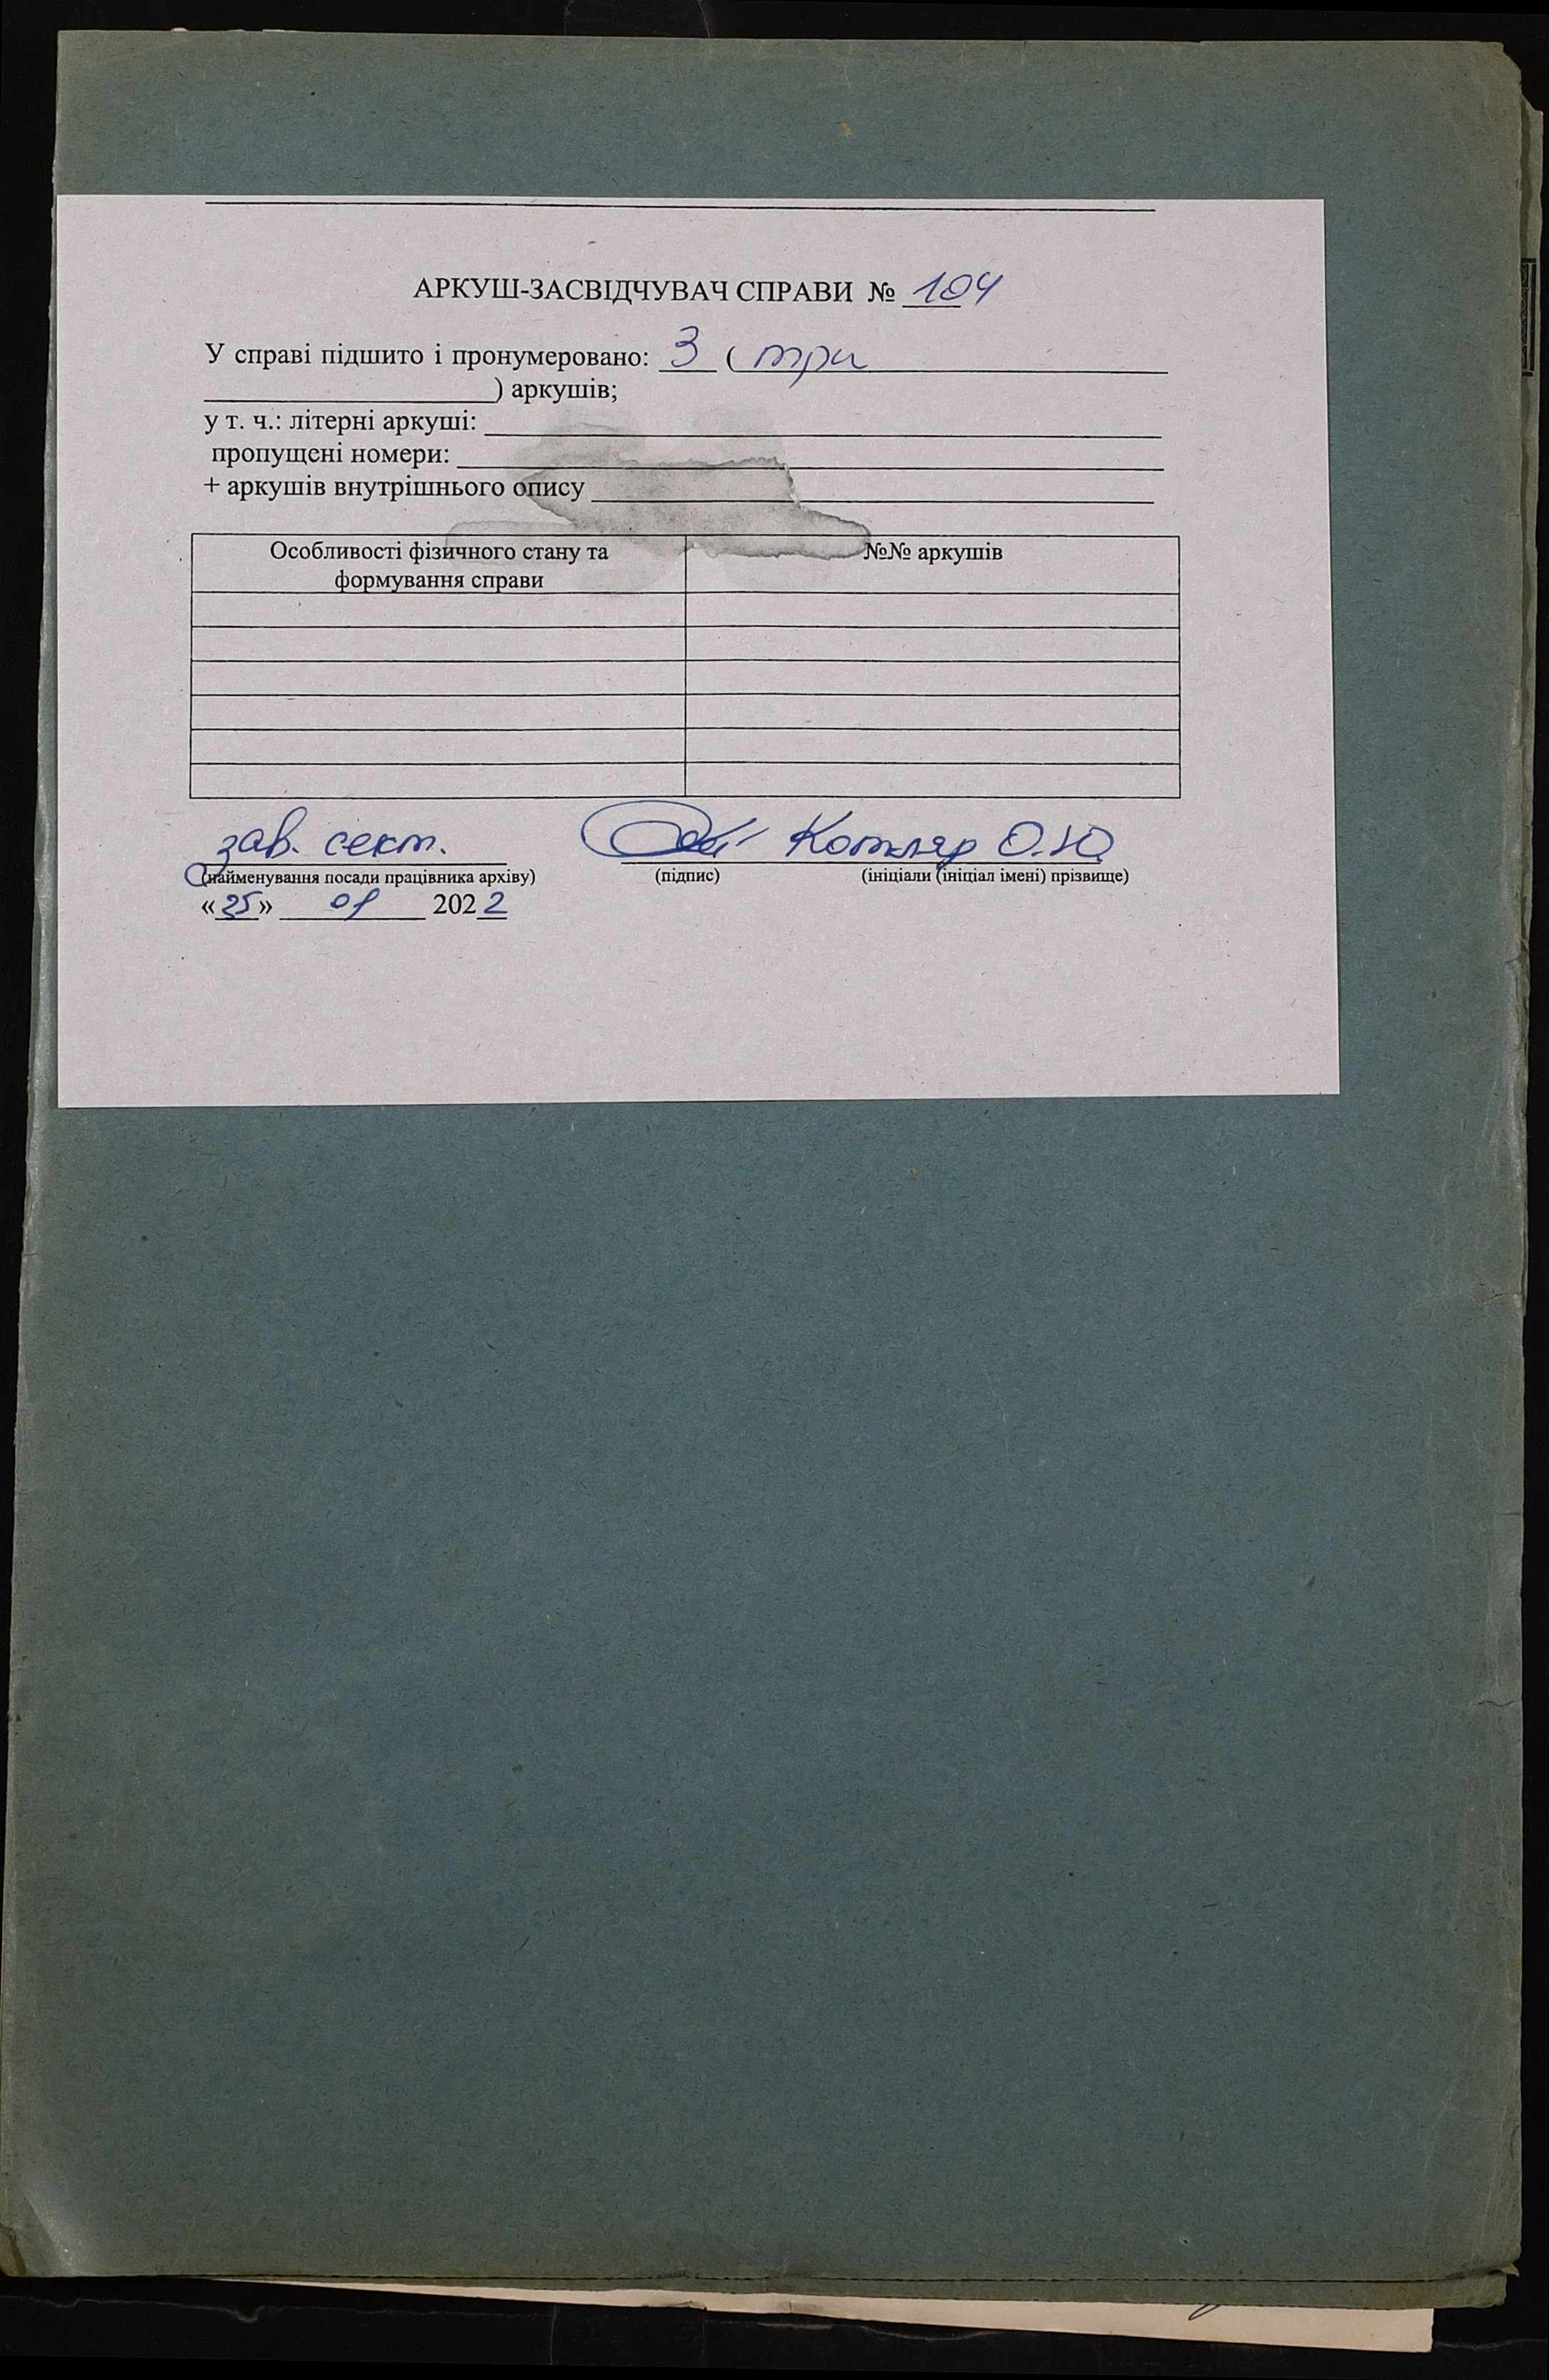 АРКУШ-ЗАСВІДЧУВАЧ СПРАВИ № 104
У справі підшито і пронумеровано: 3 ( три
) аркушів;
у т. ч.: літерні аркуші:
пропущені номери:
+ аркушів внутрішнього опису
Особливості фізичного стану та формування справи
№№ аркушів
зав. сект. Котляр О.Ю.
(найменування посади працівника архіву) (підпис) (ініціали (ініціал імені) прізвище)
«25» 01 2022